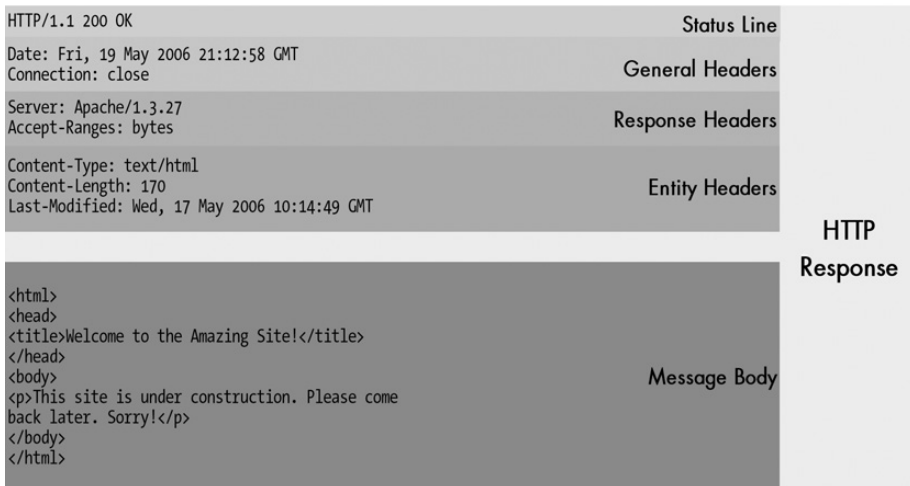 HTTP/1.1 200 OK
Status Line
Date: Fri, 19 May 2006 21:12:58 GMT
Connection: close
General Headers
Server: Apache/1.3.27
Accept-Ranges: bytes
Response Headers
Content-Type: text/html
Content-Length: 170
Last-Modified: Wed, 17 May 2006 10:14:49 GMT
Entity Headers
HTTP
Response
<html>
<head>
<title>Welcome to the Amazing Site!</title>
</head>
<body>
<p>This site is under construction. Please come
back later. Sorry!</p>
</body>
</html>
Message Body